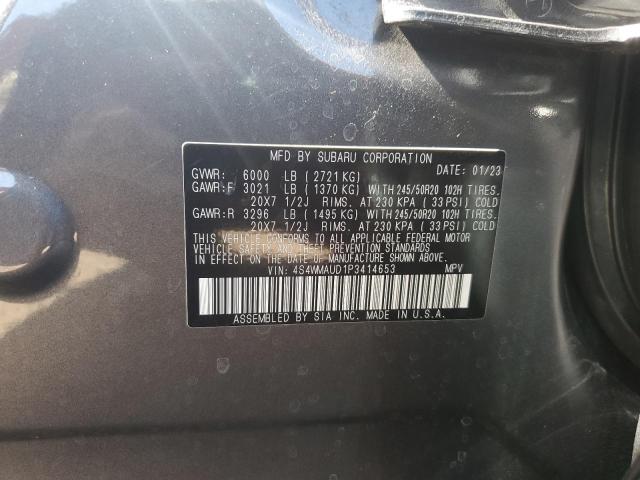 MFD BY SUBARU CORPORATION
GVWR: 6000 LB ( 2721 KG) DATE: 01/23
GAWR:F 3021 LB ( 1370 KG) WITH 245/50R20 102H TIRES.
20X7 1/2J RIMS. AT 230 KPA ( 33 PSI) COLD
GAWR:R 3296 LB ( 1495 KG) WITH 245/50R20 102H TIRES.
20X7 1/2J RIMS. AT 230 KPA ( 33 PSI) COLD
THIS VEHICLE CONFORMS TO ALL APPLICABLE FEDERAL MOTOR
VEHICLE SAFETY AND THEFT PREVENTION STANDARDS
IN EFFECT ON THE DATE OF MANUFACTURE SHOWN ABOVE.
VIN: 4S4WMAUD1P3414653 MPV
ASSEMBLED BY SIA INC. MADE IN U.S.A.